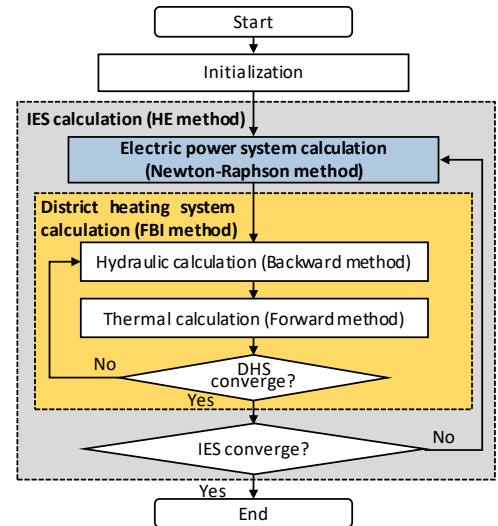 Start
Initialization
IES calculation (HE method)
Electric power system calculation
(Newton-Raphson method)
District heating system
calculation (FBI method)
Hydraulic calculation (Backward method)
Thermal calculation (Forward method)
No
DHS
converge?
Yes
IES converge?
No
Yes
End